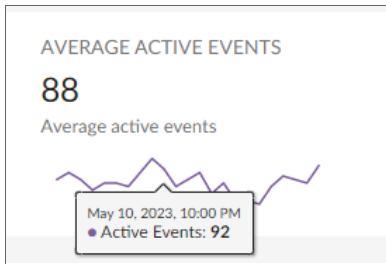 AVERAGE ACTIVE EVENTS
88
Average active events
May 10, 2023, 10:00 PM
Active Events: 92